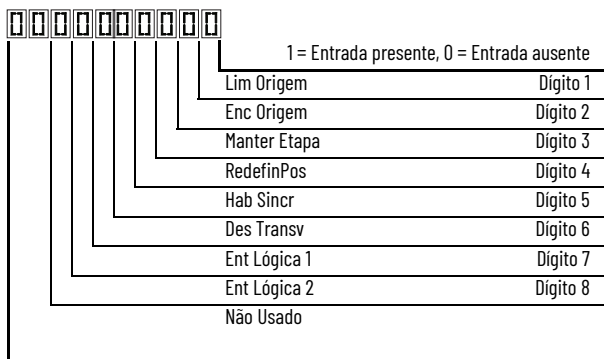 0000000000
1 = Entrada presente, 0 = Entrada ausente
Lim Origem Dígito 1
Enc Origem Dígito 2
Manter Etapa Dígito 3
RedefinPos Dígito 4
Hab Sincr Dígito 5
Des Transv Dígito 6
Ent Lógica 1 Dígito 7
Ent Lógica 2 Dígito 8
Não Usado